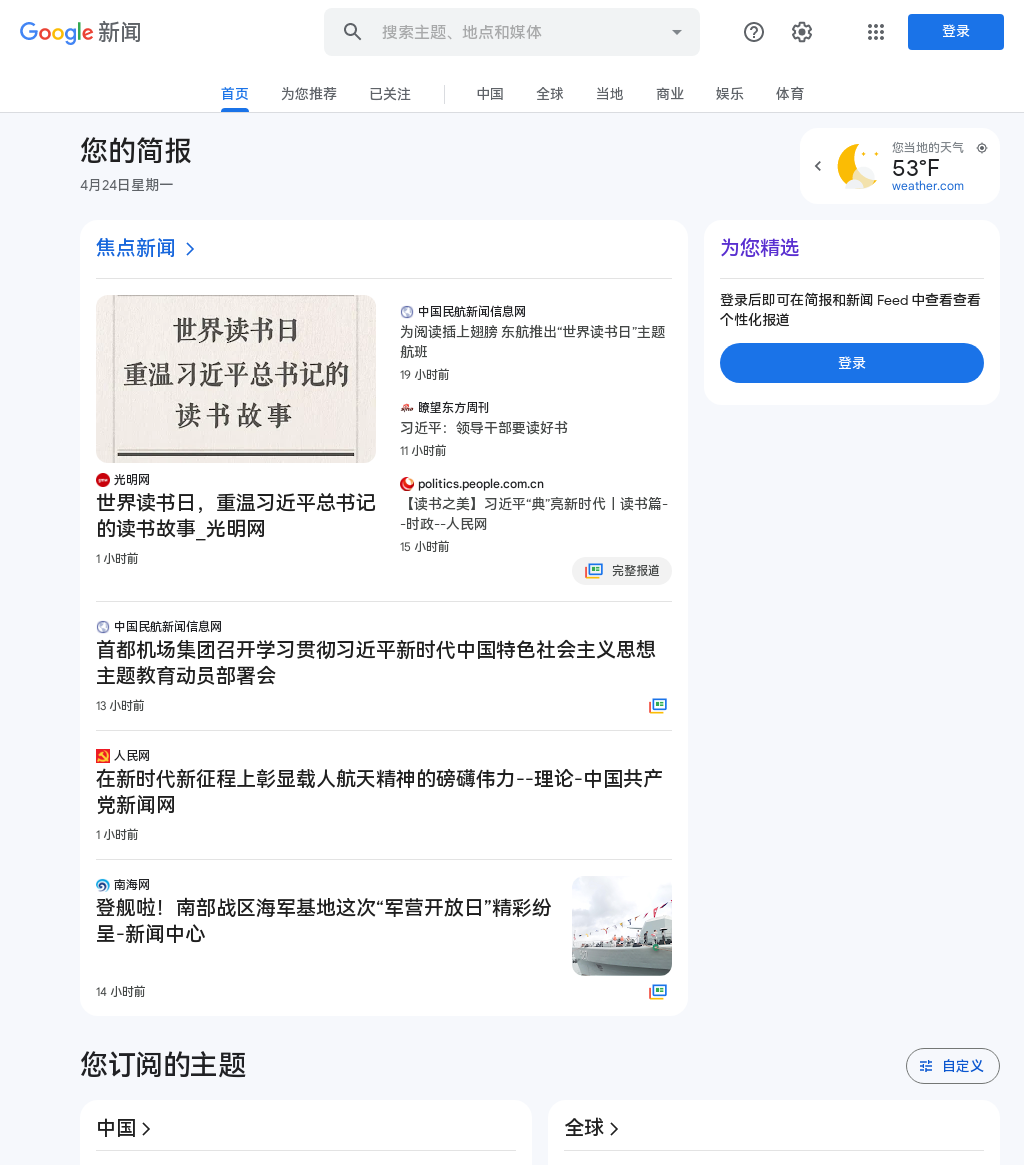 Google 新闻
搜索主题、地点和媒体
登录
首页
为您推荐
已关注
中国
全球
当地
商业
娱乐
体育
您的简报
4月24日星期一
您当地的天气
53°F
weather.com
焦点新闻
世界读书日
重温习近平总书记的
读书故事
光明网
世界读书日，重温习近平总书记
的读书故事_光明网
1 小时前
中国民航新闻信息网
为阅读插上翅膀 东航推出“世界读书日”主题
航班
19 小时前
瞭望东方周刊
习近平：领导干部要读好书
11 小时前
politics.people.com.cn
【读书之美】习近平“典”亮新时代丨读书篇-
-时政--人民网
15 小时前
完整报道
中国民航新闻信息网
首都机场集团召开学习贯彻习近平新时代中国特色社会主义思想
主题教育动员部署会
13 小时前
人民网
在新时代新征程上彰显载人航天精神的磅礴伟力--理论-中国共产
党新闻网
1 小时前
南海网
登舰啦！南部战区海军基地这次“军营开放日”精彩纷
呈-新闻中心
14 小时前
为您精选
登录后即可在简报和新闻 Feed 中查看查看
个性化报道
登录
您订阅的主题
自定义
中国
全球